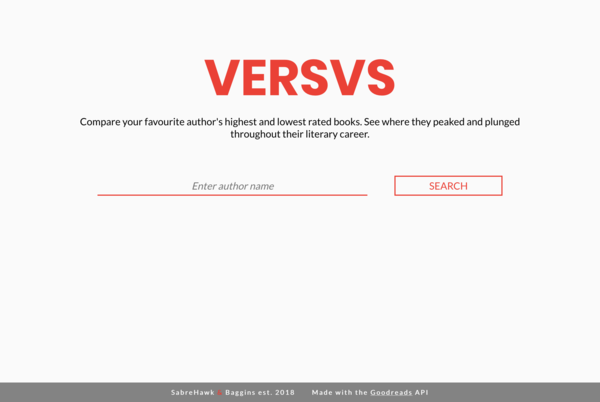 VERSVS
Compare your favourite author's highest and lowest rated books. See where they peaked and plunged
throughout their literary career.
Enter author name
SEARCH
SabreHawk & Baggins est. 2018 Made with the Goodreads API